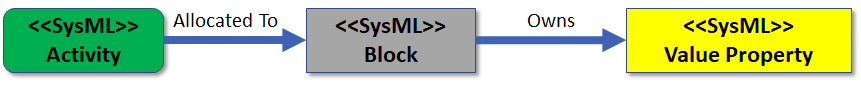 <<SysML>>
Activity
Allocated To
<<SysML>>
Block
Owns
<<SysML>>
Value Property